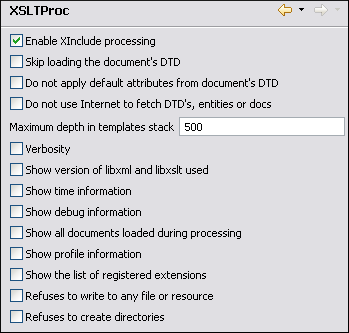 XSLTProc
Enable XInclude processing
Skip loading the document's DTD
Do not apply default attributes from document's DTD
Do not use Internet to fetch DTD's, entities or docs
Maximum depth in templates stack 500
Verbosity
Show version of libxml and libxslt used
Show time information
Show debug information
Show all documents loaded during processing
Show profile information
Show the list of registered extensions
Refuses to write to any file or resource
Refuses to create directories